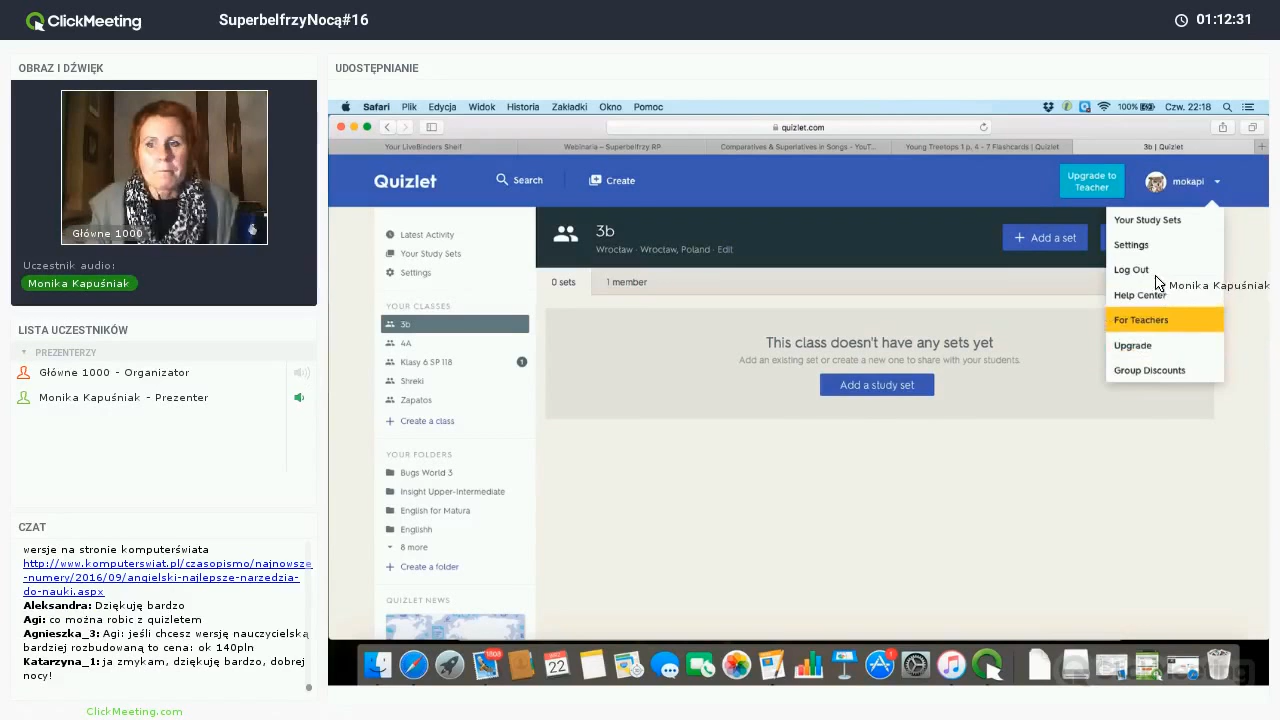 ClickMeeting
SuperbelfrzyNocą#16
01:12:31
OBRAZ I DŹWIĘK
Główne 1000
Uczestnik audio:
Monika Kapuśniak
LISTA UCZESTNIKÓW
PREZENTERZY
Główne 1000 - Organizator
Monika Kapuśniak - Prezenter
CZAT
wersje na stronie komputerświata
http://www.komputerswiat.pl/czasopismo/najnowsze
-numery/2016/09/angielski-najlepsze-narzedzia-
do-nauki.aspx
Aleksandra: Dziękuję bardzo
Agi: co można robic z quizletem
Agnieszka_3: Agi: jeśli chcesz wersję nauczycielską
bardziej rozbudowaną to cena: ok 140pln
Katarzyna_1: ja zmykam, dziękuję bardzo, dobrej
nocy!
ClickMeeting.com
UDOSTĘPNIANIE
Safari Plik Edycja Widok Historia Zakładki Okno Pomoc
100% Czw. 22:18
quizlet.com
Your LiveBinders Shelf
Webinaria – Superbelfrzy RP
Comparatives & Superlatives in Songs - YouT...
Young Treetops 1 p. 4 - 7 Flashcards | Quizlet
3b | Quizlet
Quizlet
Search
Create
Upgrade to
Teacher
mokapi
Latest Activity
Your Study Sets
Settings
YOUR CLASSES
3b
4A
Klasy 6 SP 118
1
Shreki
Zapatos
+ Create a class
YOUR FOLDERS
Bugs World 3
Insight Upper-Intermediate
English for Matura
Englishh
8 more
+ Create a folder
QUIZLET NEWS
3b
Wrocław - Wrocław, Poland - Edit
+ Add a set
0 sets
1 member
This class doesn't have any sets yet
Add an existing set or create a new one to share with your students.
Add a study set
Your Study Sets
Settings
Log Out
Monika Kapuśniak
Help Center
For Teachers
Upgrade
Group Discounts
22
1
ClickMeeting